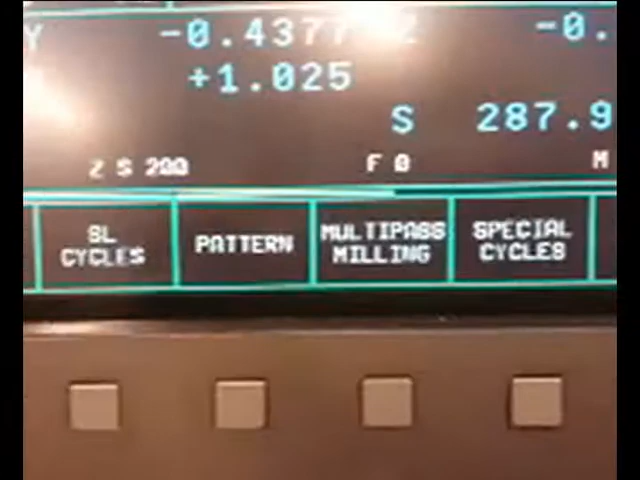 Y -0.4377 Z -0.
+1.025
S 287.9
Z S 200 F 0 M
SL CYCLES
PATTERN
MULTIPASS MILLING
SPECIAL CYCLES